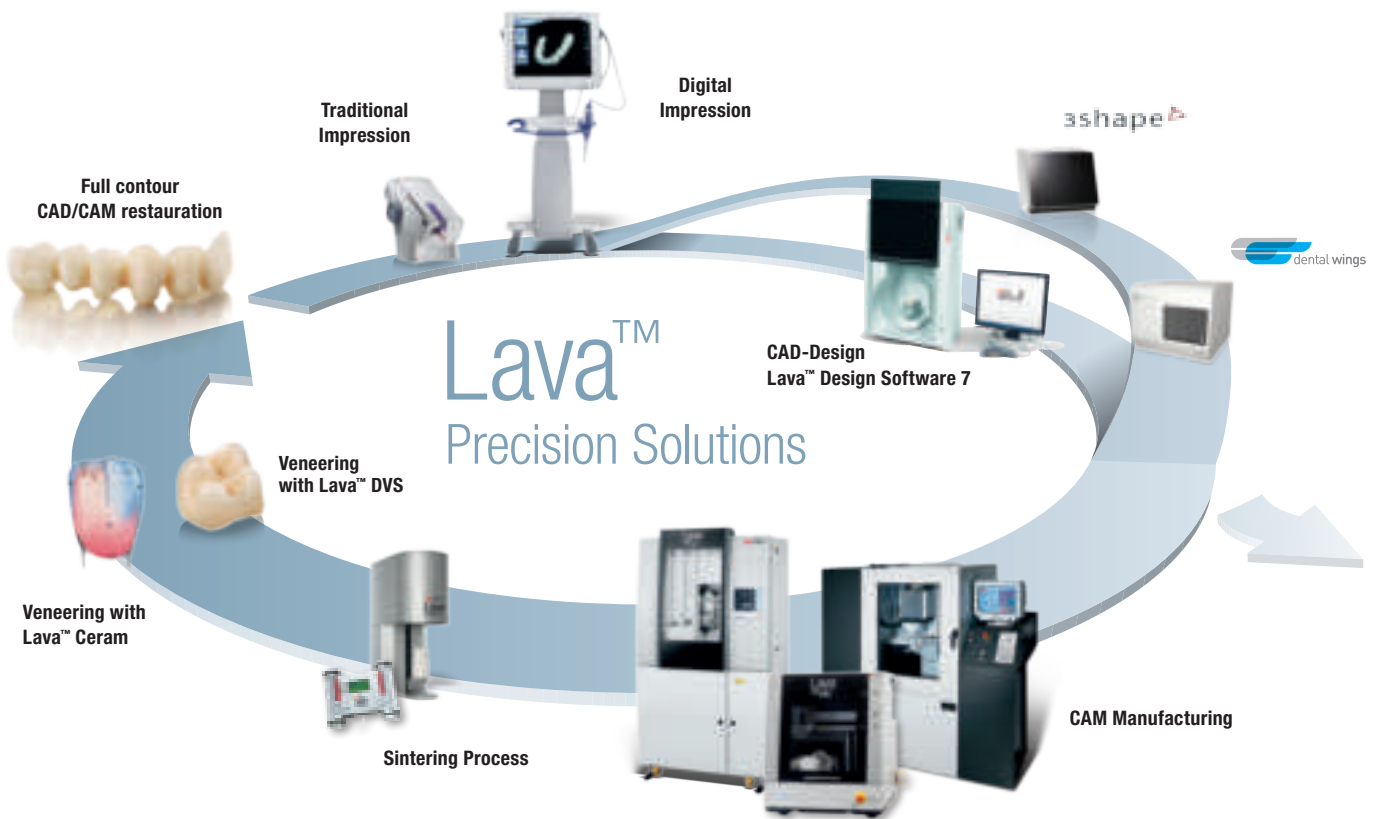 Traditional
Impression
Digital
Impression
3shape
Full contour
CAD/CAM restauration
dental wings
Lava™
Precision Solutions
CAD-Design
Lava™ Design Software 7
Veneering
with Lava™ DVS
Veneering with
Lava™ Ceram
Sintering Process
CAM Manufacturing
LAVA